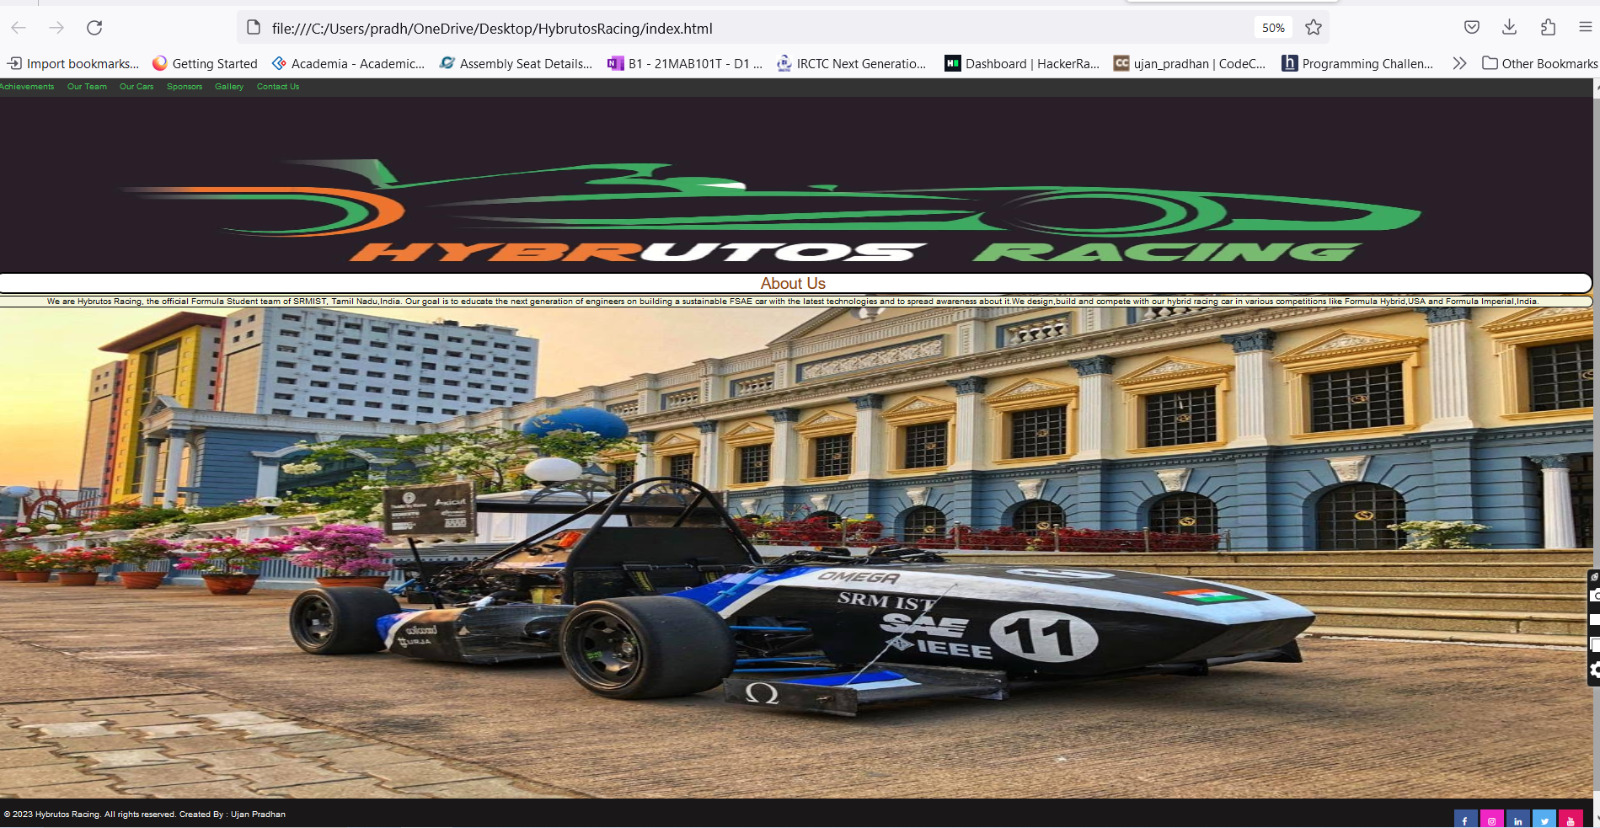 file:///C:/Users/pradh/OneDrive/Desktop/HybrutosRacing/index.html
50%
Import bookmarks...
Getting Started
Academia - Academic...
Assembly Seat Details...
B1 - 21MAB101T - D1 ...
IRCTC Next Generatio...
Dashboard | HackerRa...
ujan_pradhan | CodeC...
Programming Challen...
Other Bookmarks
Achievements Our Team Our Cars Sponsors Gallery Contact Us
HYBRUTOS RACING
About Us
We are Hybrutos Racing, the official Formula Student team of SRMIST, Tamil Nadu,India. Our goal is to educate the next generation of engineers on building a sustainable FSAE car with the latest technologies and to spread awareness about it.We design,build and compete with our hybrid racing car in various competitions like Formula Hybrid,USA and Formula Imperial,India.
OMEGA
SRM IST
SAE
IEEE
11
Ω
© 2023 Hybrutos Racing. All rights reserved. Created By : Ujan Pradhan